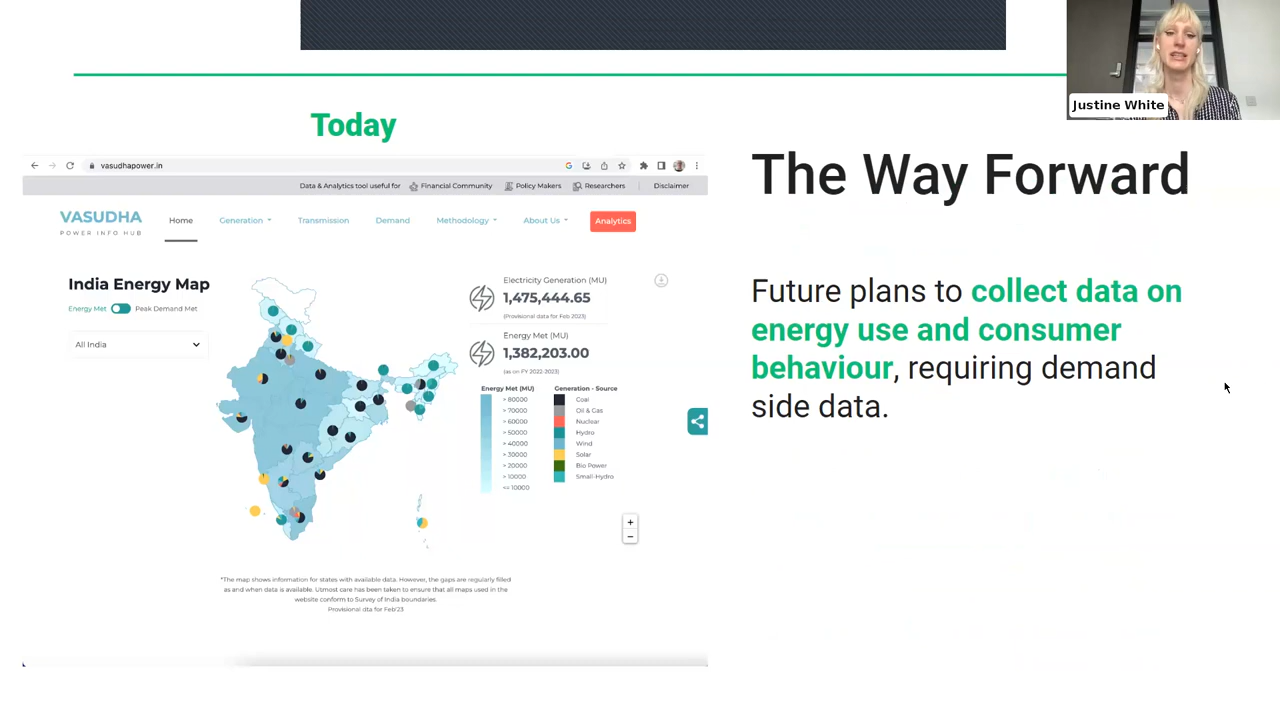 Justine White
Today
vasudhapower.in
Data & Analytics tool useful for
Financial Community
Policy Makers
Researchers
Disclaimer
VASUDHA
POWER INFO HUB
Home
Generation
Transmission
Demand
Methodology
About Us
Analytics
India Energy Map
Energy Met
Peak Demand Met
All India
Electricity Generation (MU)
1,475,444.65
(Provisional data for Feb 2023)
Energy Met (MU)
1,382,203.00
(as on FY 2022-2023)
Energy Met (MU)
> 80000
> 70000
> 60000
> 50000
> 40000
> 30000
> 20000
> 10000
<= 10000
Generation - Source
Coal
Oil & Gas
Nuclear
Hydro
Wind
Solar
Bio Power
Small-Hydro
+
−
*The map shows information for states with available data. However, the gaps are regularly filled
as and when data is available. Utmost care has been taken to ensure that all maps used in the
website conform to Survey of India boundaries.
Provisional dta for Feb'23
The Way Forward
Future plans to collect data on
energy use and consumer
behaviour, requiring demand
side data.